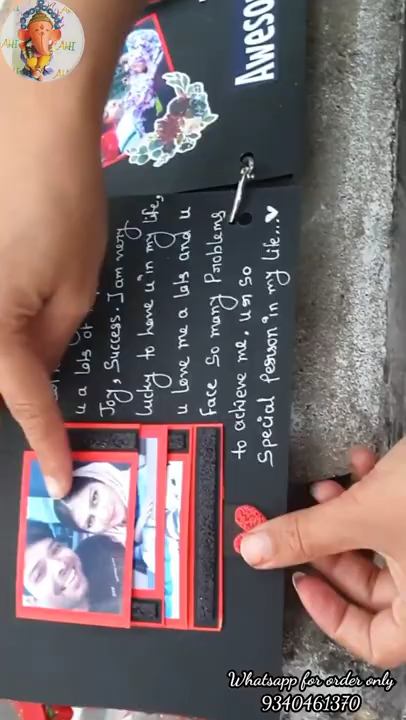 Aweso
u a lots of
Joy, Success. I am very
lucky to have u in my life,
u Love me a lots and u
face so many Problems
to achieve me. ur so
Special Person in my life...
Whatsapp for order only
9340461370